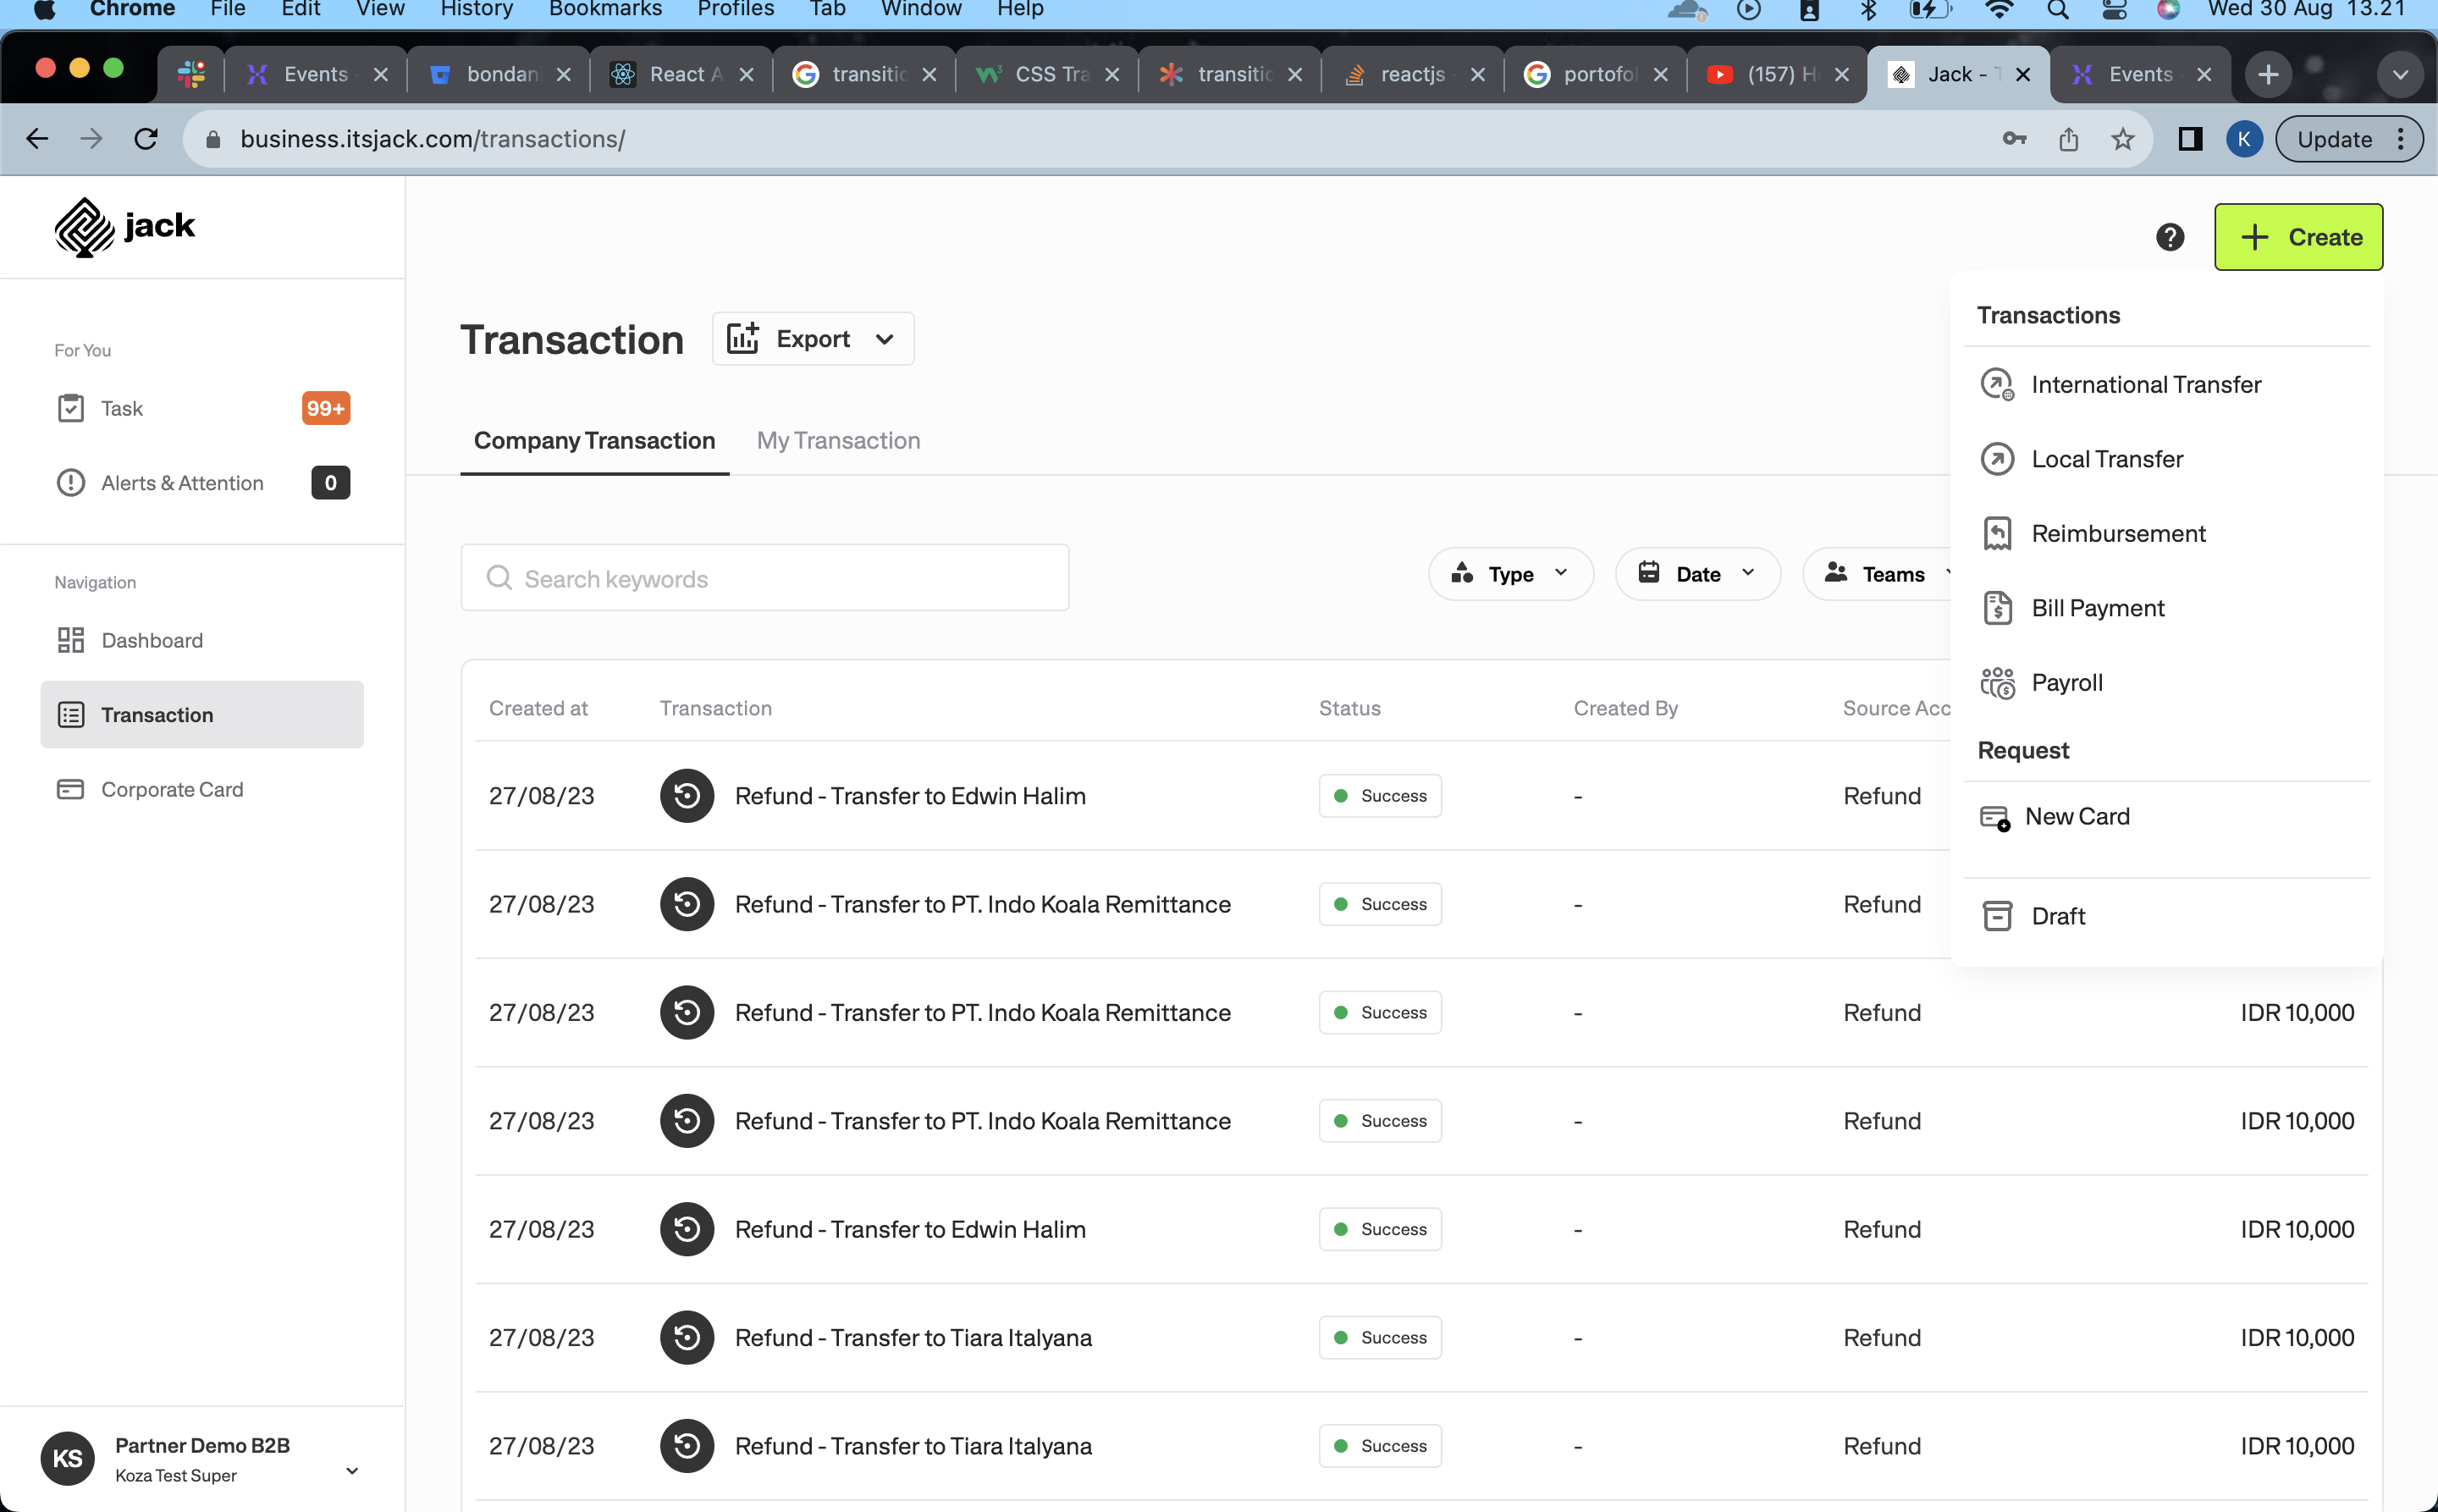 Chrome File Edit View History Bookmarks Profiles Tab Window Help Wed 30 Aug 13.21
Events bondan React A transitio CSS Tra transitio reactjs portofol (157) H Jack - Events
business.itsjack.com/transactions/ K Update
jack
Create
For You
Task 99+
Alerts & Attention 0
Navigation
Dashboard
Transaction
Corporate Card
Partner Demo B2B
KS
Koza Test Super
Transaction Export
Company Transaction My Transaction
Search keywords Type Date Teams
Created at Transaction Status Created By Source Acc
27/08/23 Refund - Transfer to Edwin Halim Success - Refund
27/08/23 Refund - Transfer to PT. Indo Koala Remittance Success - Refund
27/08/23 Refund - Transfer to PT. Indo Koala Remittance Success - Refund IDR 10,000
27/08/23 Refund - Transfer to PT. Indo Koala Remittance Success - Refund IDR 10,000
27/08/23 Refund - Transfer to Edwin Halim Success - Refund IDR 10,000
27/08/23 Refund - Transfer to Tiara Italyana Success - Refund IDR 10,000
27/08/23 Refund - Transfer to Tiara Italyana Success - Refund IDR 10,000
Transactions
International Transfer
Local Transfer
Reimbursement
Bill Payment
Payroll
Request
New Card
Draft